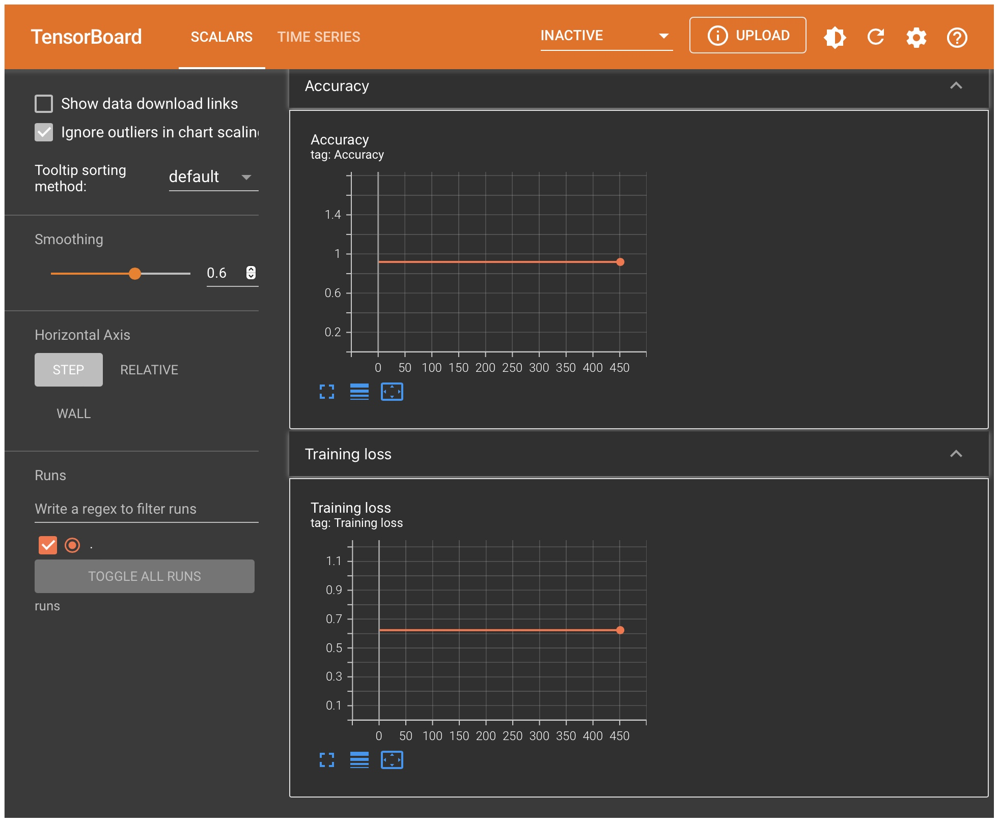 TensorBoard
SCALARS
TIME SERIES
INACTIVE
UPLOAD
Show data download links
Ignore outliers in chart scaling
Tooltip sorting
method:
default
Smoothing
0.6
Horizontal Axis
STEP
RELATIVE
WALL
Runs
Write a regex to filter runs
.
TOGGLE ALL RUNS
runs
Accuracy
Accuracy
tag: Accuracy
1.4
1
0.6
0.2
0 50 100 150 200 250 300 350 400 450
Training loss
Training loss
tag: Training loss
1.1
0.9
0.7
0.5
0.3
0.1
0 50 100 150 200 250 300 350 400 450